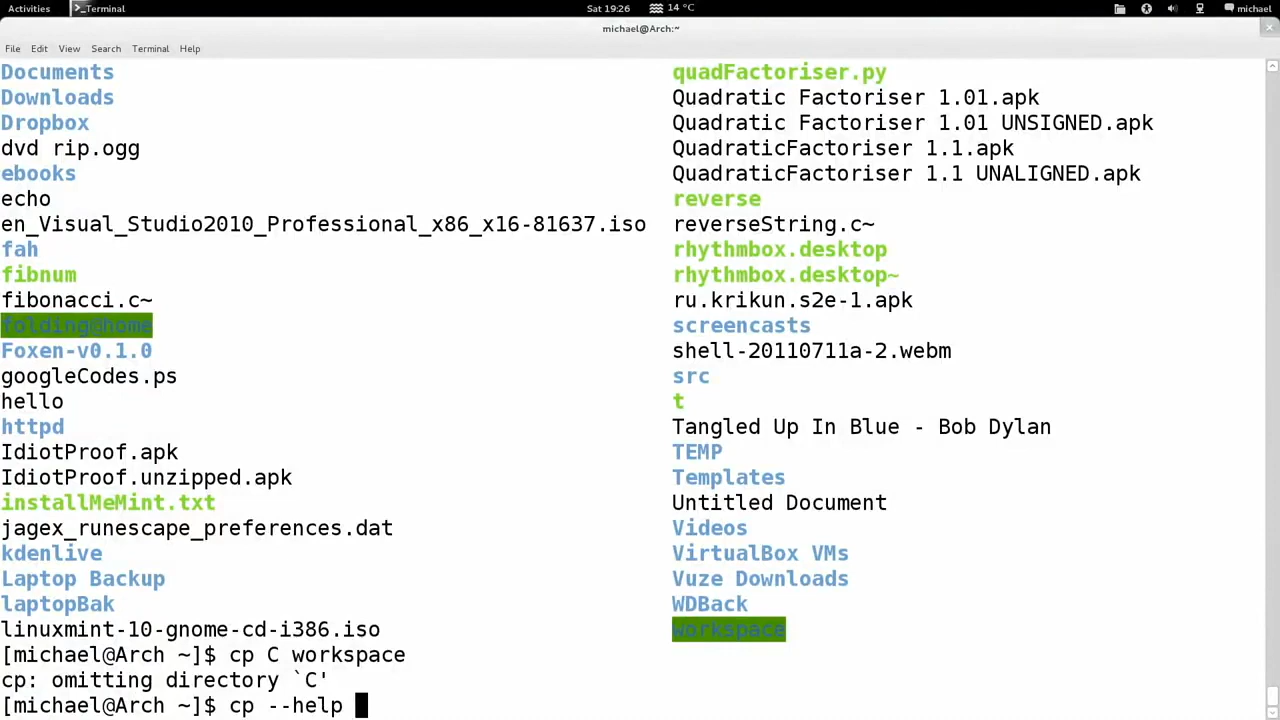 Activities >_Terminal Sat 19:26 14 °C michael
michael@Arch:~
File Edit View Search Terminal Help
Documents quadFactoriser.py
Downloads Quadratic Factoriser 1.01.apk
Dropbox Quadratic Factoriser 1.01 UNSIGNED.apk
dvd rip.ogg QuadraticFactoriser 1.1.apk
ebooks QuadraticFactoriser 1.1 UNALIGNED.apk
echo reverse
en_Visual_Studio2010_Professional_x86_x16-81637.iso reverseString.c~
fah rhythmbox.desktop
fibnum rhythmbox.desktop~
fibonacci.c~ ru.krikun.s2e-1.apk
folding@home screencasts
Foxen-v0.1.0 shell-20110711a-2.webm
googleCodes.ps src
hello t
httpd Tangled Up In Blue - Bob Dylan
IdiotProof.apk TEMP
IdiotProof.unzipped.apk Templates
installMeMint.txt Untitled Document
jagex_runescape_preferences.dat Videos
kdenlive VirtualBox VMs
Laptop Backup Vuze Downloads
laptopBak WDBack
linuxmint-10-gnome-cd-i386.iso workspace
[michael@Arch ~]$ cp C workspace
cp: omitting directory `C'
[michael@Arch ~]$ cp --help